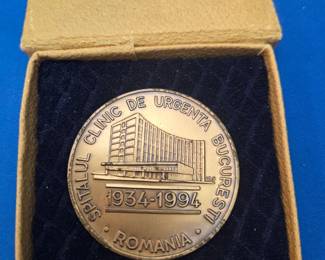 SPITALUL CLINIC DE URGENTA BUCURESTI
1934-1994
· ROMANIA ·